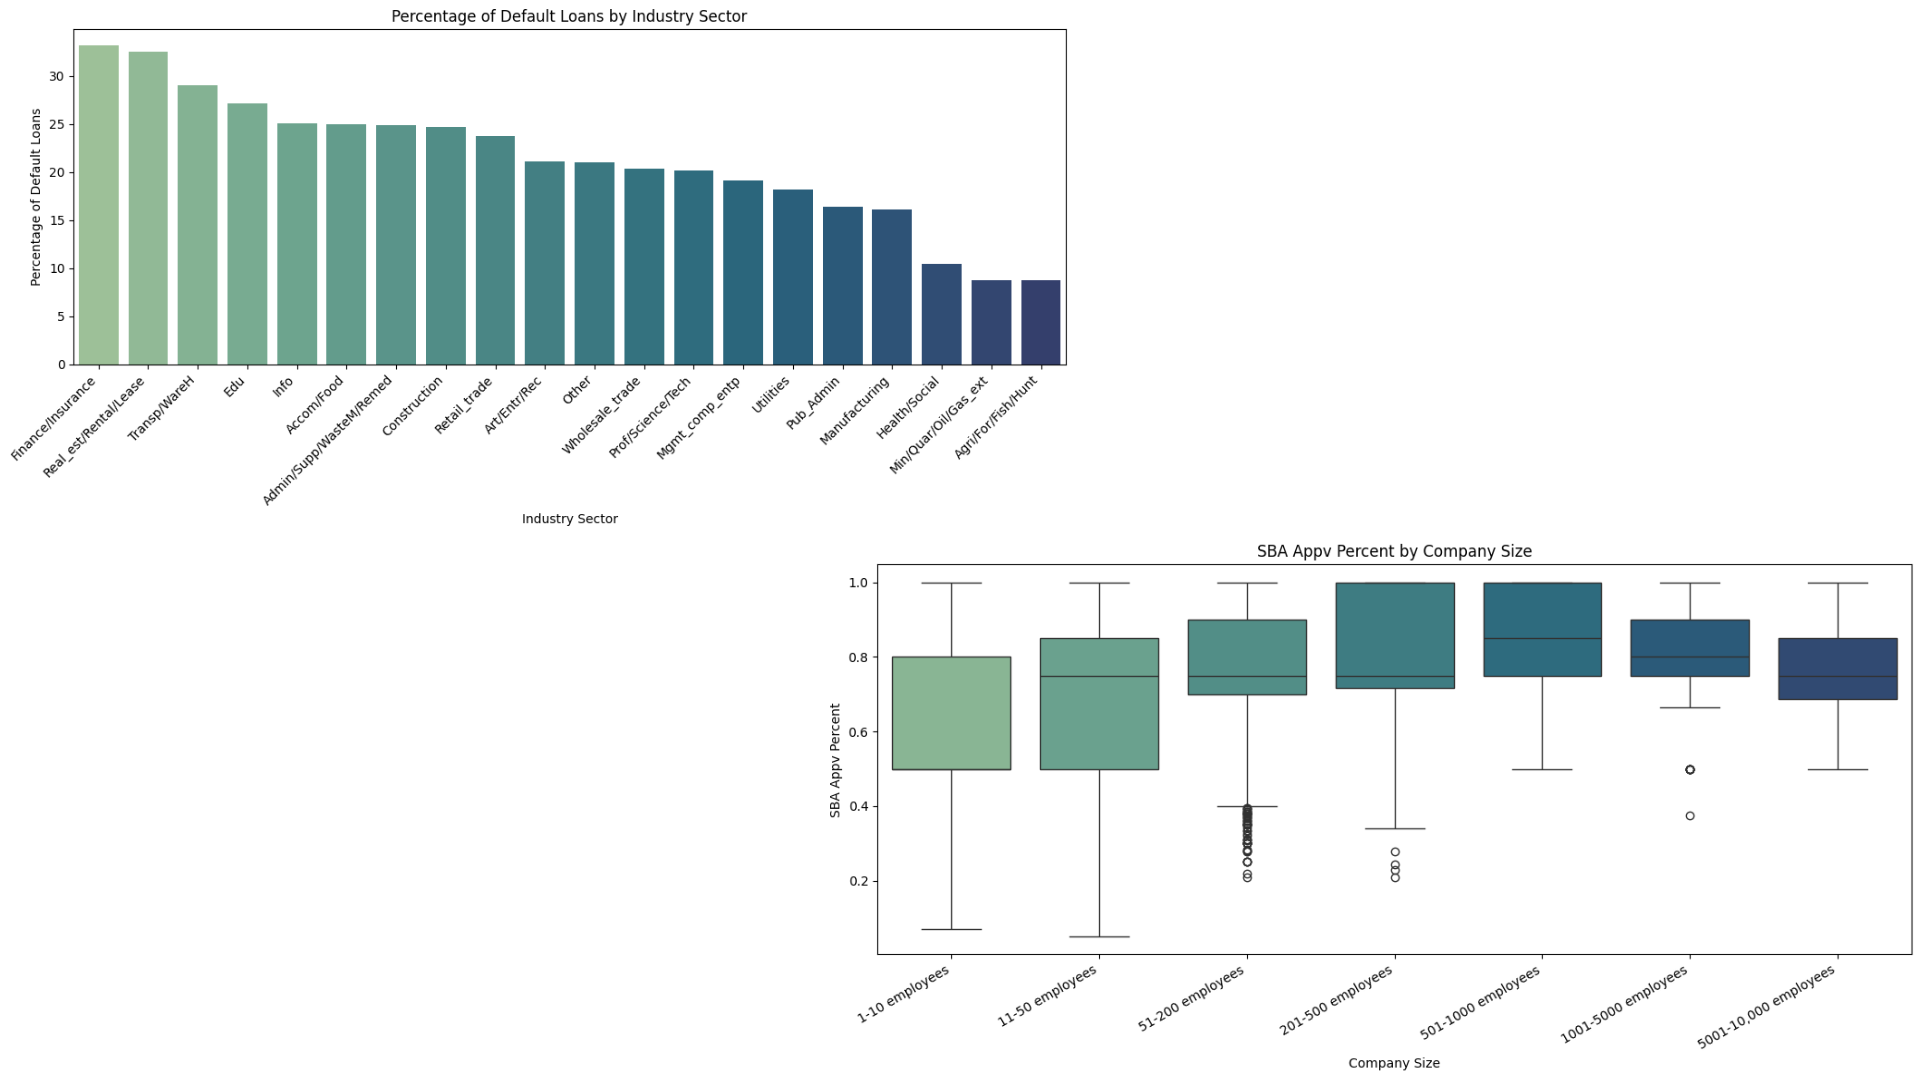 Percentage of Default Loans by Industry Sector
Percentage of Default Loans
30
25
20
15
10
5
0
Finance/Insurance
Real_est/Rental/Lease
Transp/WareH
Edu
Info
Accom/Food
Admin/Supp/WasteM/Remed
Construction
Retail_trade
Art/Entr/Rec
Other
Wholesale_trade
Prof/Science/Tech
Mgmt_comp_entp
Utilities
Pub_Admin
Manufacturing
Health/Social
Min/Quar/Oil/Gas_ext
Agri/For/Fish/Hunt
Industry Sector
SBA Appv Percent by Company Size
SBA Appv Percent
1.0
0.8
0.6
0.4
0.2
1-10 employees
11-50 employees
51-200 employees
201-500 employees
501-1000 employees
1001-5000 employees
5001-10,000 employees
Company Size